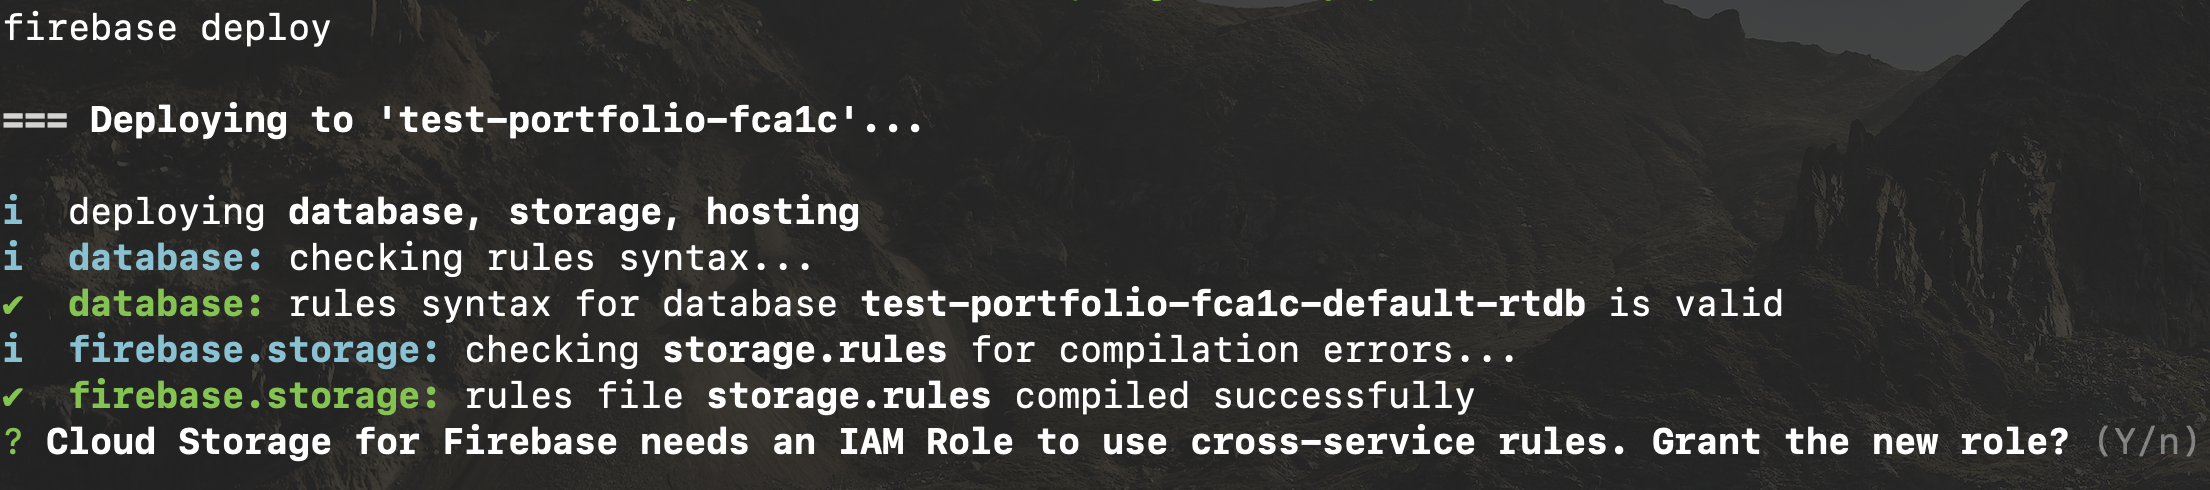 firebase deploy
=== Deploying to 'test-portfolio-fca1c'...
i deploying database, storage, hosting
i database: checking rules syntax...
✔ database: rules syntax for database test-portfolio-fca1c-default-rtdb is valid
i firebase.storage: checking storage.rules for compilation errors...
✔ firebase.storage: rules file storage.rules compiled successfully
? Cloud Storage for Firebase needs an IAM Role to use cross-service rules. Grant the new role? (Y/n)